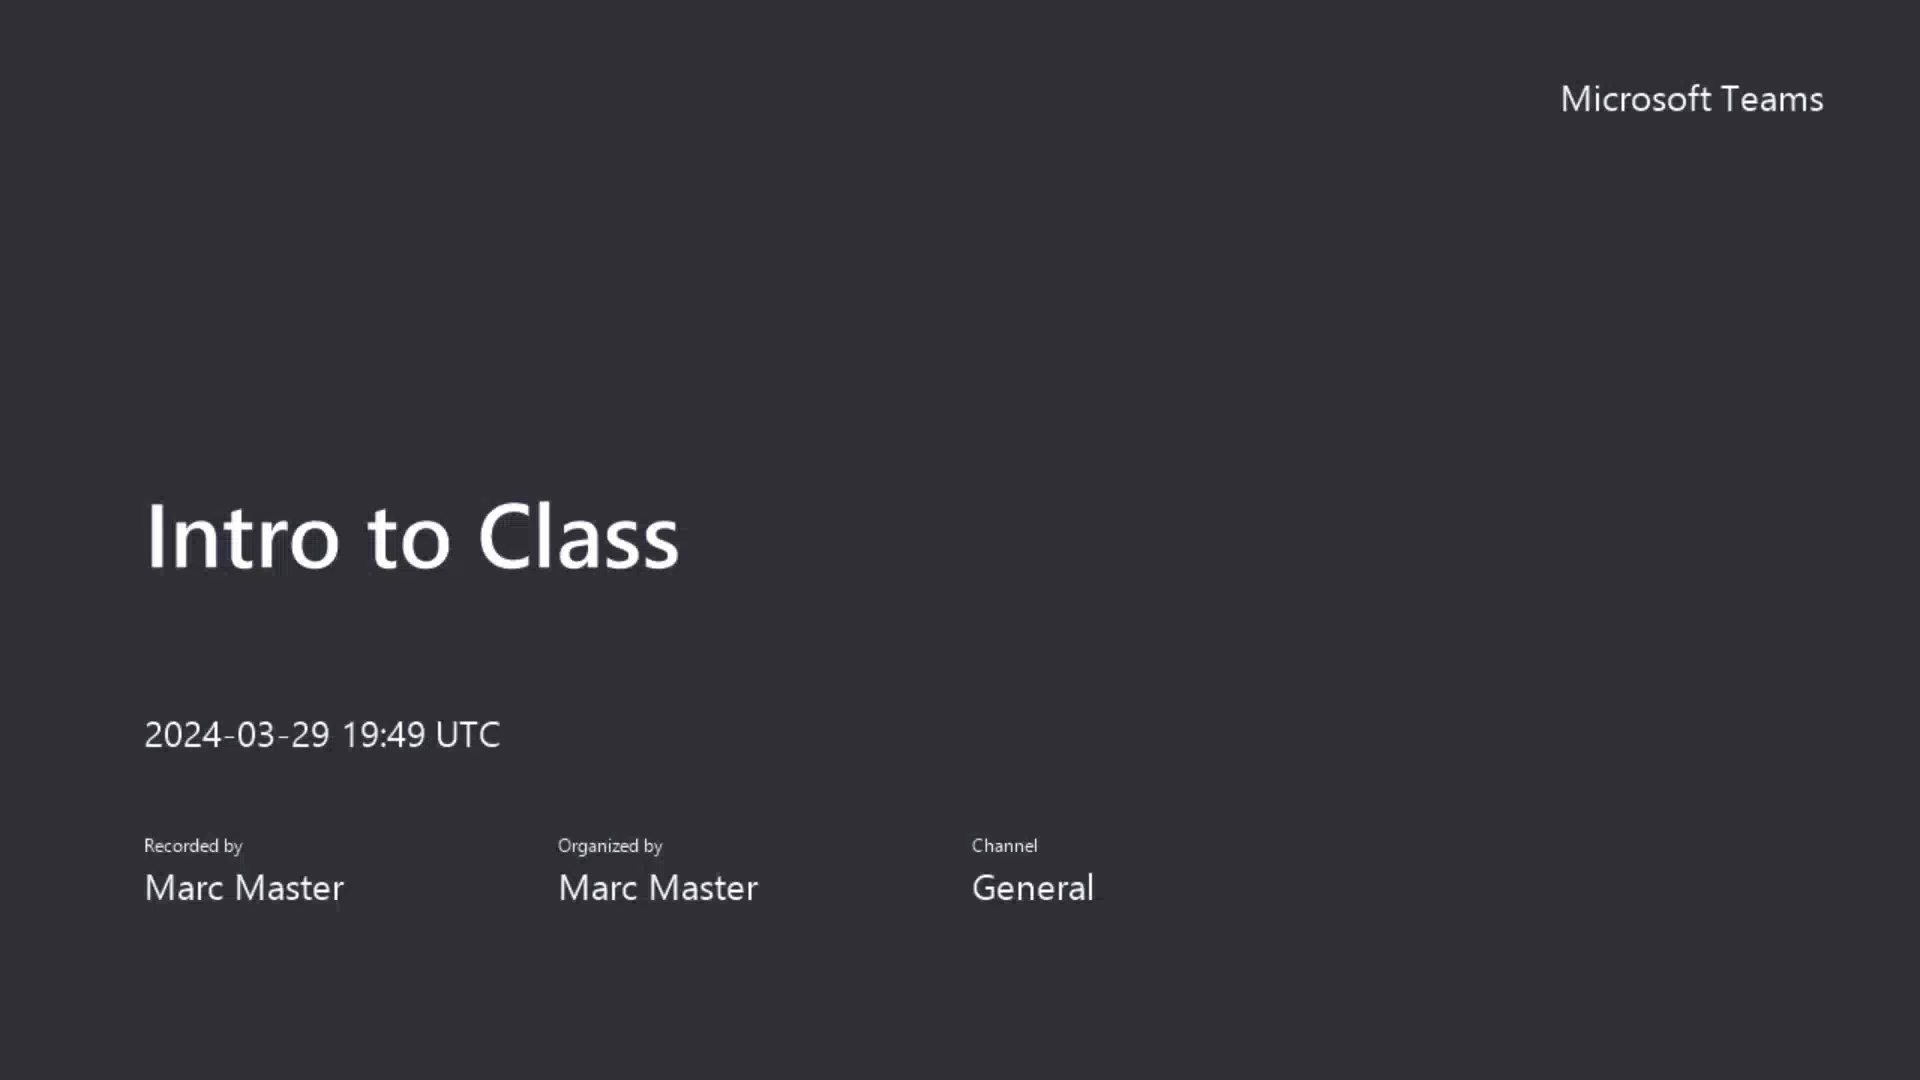 Microsoft Teams
Intro to Class
2024-03-29 19:49 UTC
Recorded by
Marc Master
Organized by
Marc Master
Channel
General